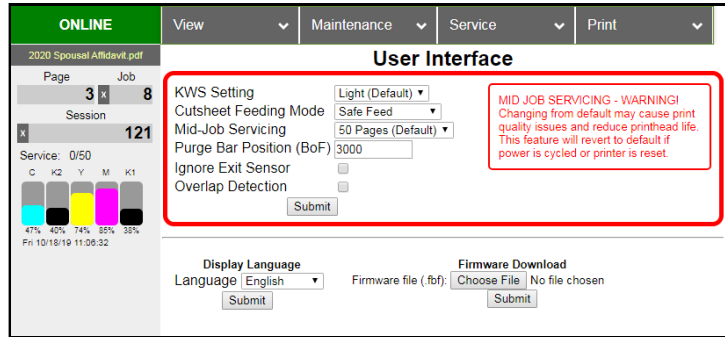 ONLINE
View
Maintenance
Service
Print
2020 Spousal Affidavit.pdf
Page Job
3 x 8
Session
x 121
Service: 0/50
C K2 Y M K1
47% 40% 74% 85% 38%
Fri 10/18/19 11:06:32
User Interface
KWS Setting Light (Default)
Cutsheet Feeding Mode Safe Feed
Mid-Job Servicing 50 Pages (Default)
Purge Bar Position (BoF) 3000
Ignore Exit Sensor
Overlap Detection
Submit
MID JOB SERVICING - WARNING!
Changing from default may cause print
quality issues and reduce printhead life.
This feature will revert to default if
power is cycled or printer is reset.
Display Language
Language English
Submit
Firmware Download
Firmware file (.fbf): Choose File No file chosen
Submit